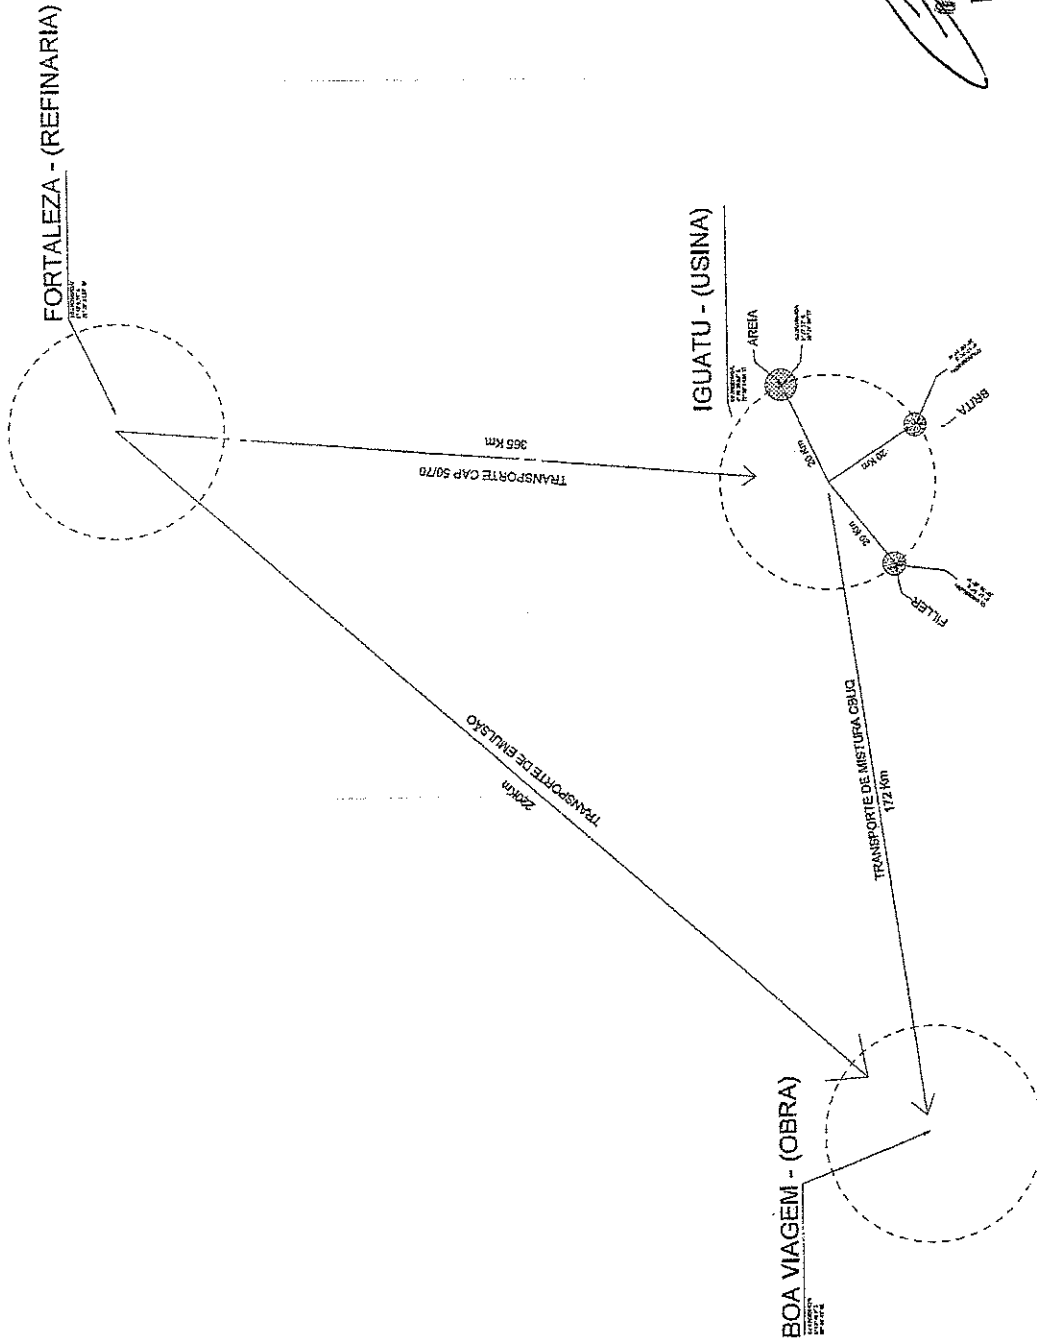 FORTALEZA - (REFINARIA)
365 Km
TRANSPORTE CAP 50/70
IGUATU - (USINA)
AREIA
20 Km
BRITA
20 Km
FILLER
20 Km
TRANSPORTE DE EMULSÃO
220Km
TRANSPORTE DE MISTURA CBUQ
172 Km
BOA VIAGEM - (OBRA)